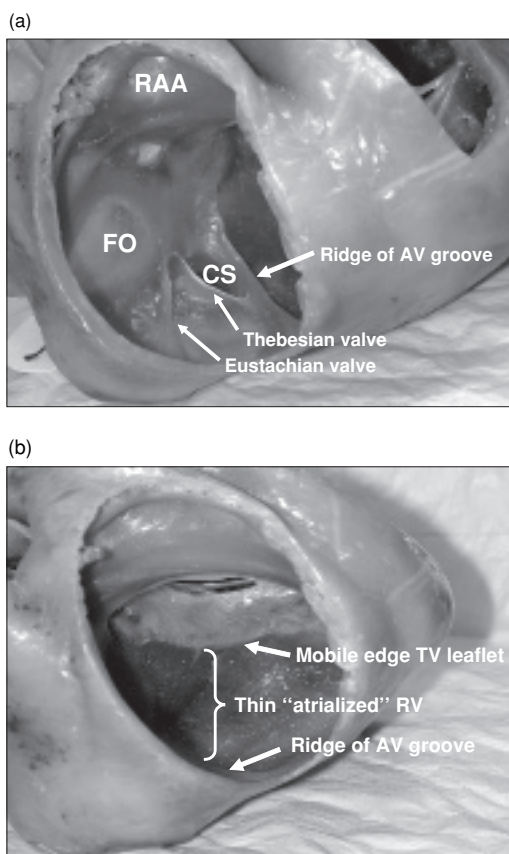 (a)
RAA
FO
CS
Ridge of AV groove
Thebesian valve
Eustachian valve
(b)
Mobile edge TV leaflet
Thin “atrialized” RV
Ridge of AV groove